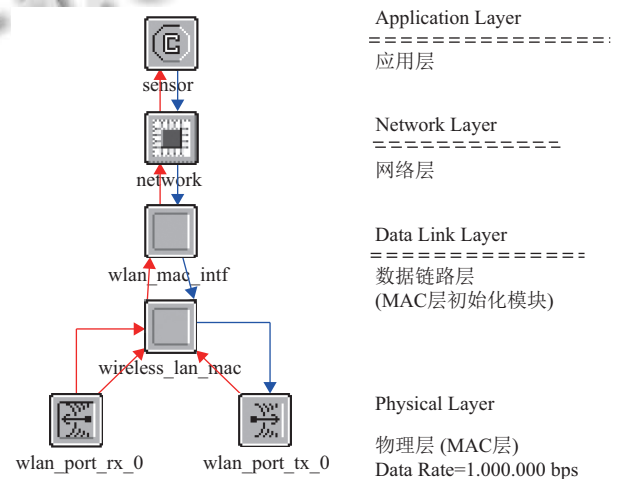 sensor
network
wlan_mac_intf
wireless_lan_mac
wlan_port_rx_0
wlan_port_tx_0
Application Layer
应用层
Network Layer
网络层
Data Link Layer
数据链路层
(MAC层初始化模块)
Physical Layer
物理层 (MAC层)
Data Rate=1.000.000 bps